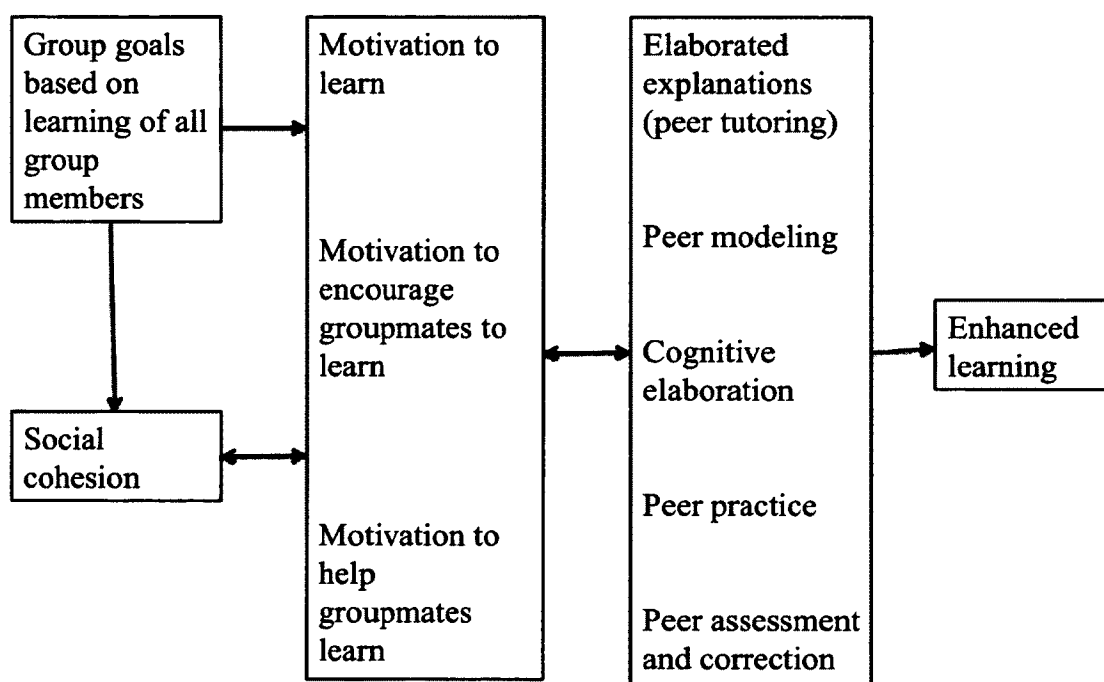 Group goals
based on
learning of all
group
members
Social
cohesion
Motivation to
learn
Motivation to
encourage
groupmates to
learn
Motivation to
help
groupmates
learn
Elaborated
explanations
(peer tutoring)
Peer modeling
Cognitive
elaboration
Peer practice
Peer assessment
and correction
Enhanced
learning